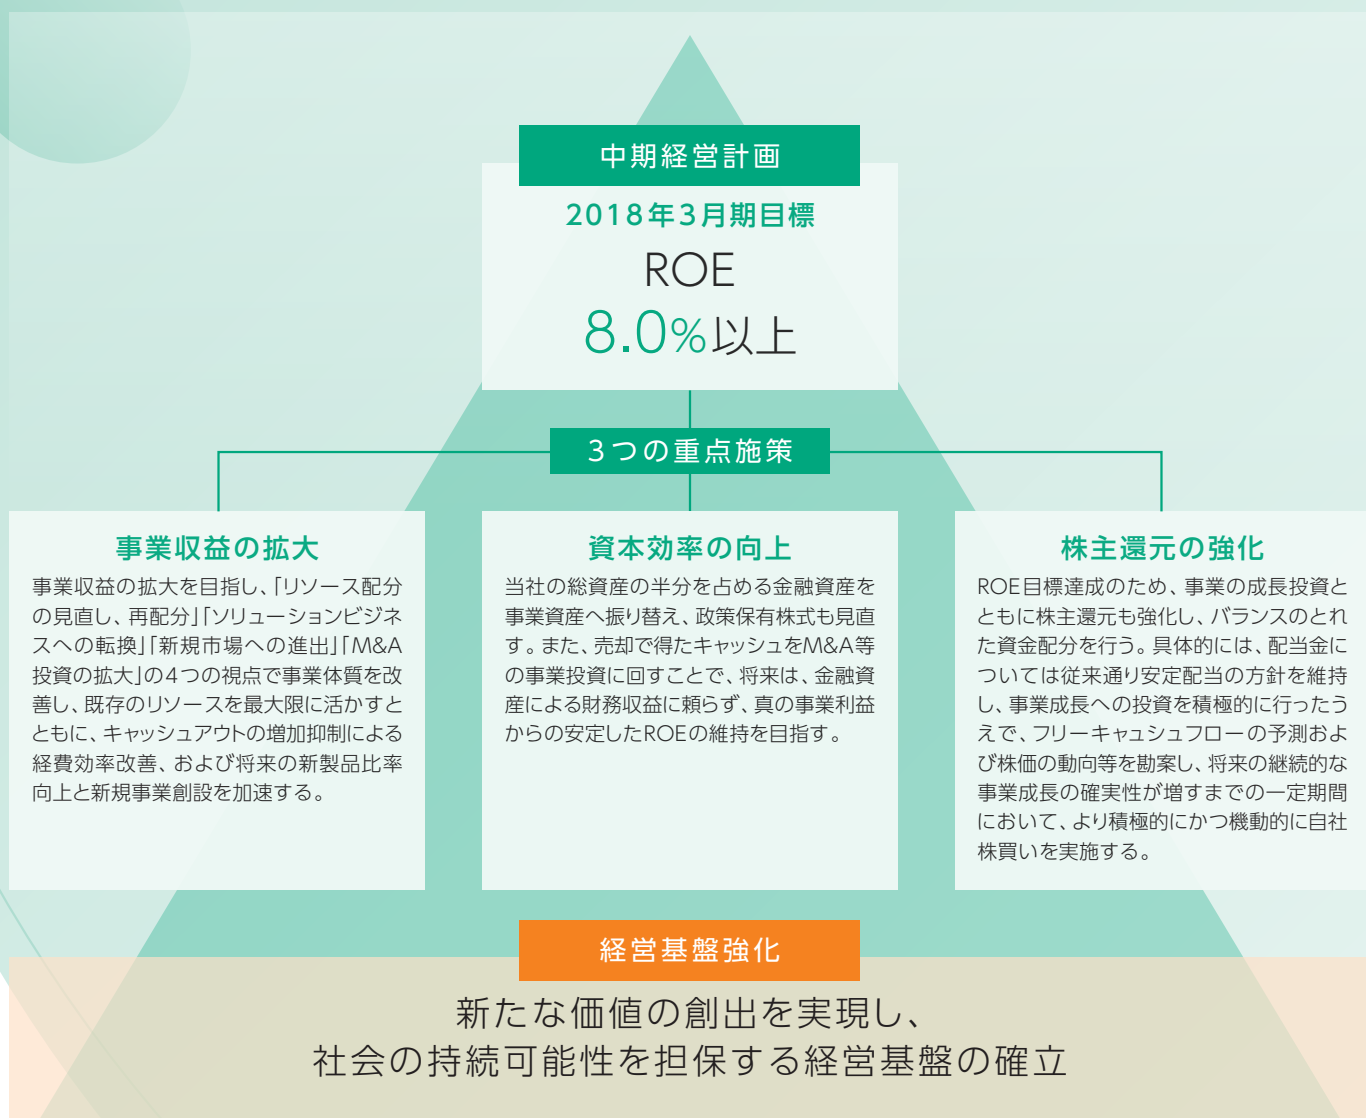 中期経営計画
2018年3月期目標
ROE
8.0%以上
3つの重点施策
事業収益の拡大
事業収益の拡大を目指し、「リソース配分
の見直し、再配分」「ソリューションビジネ
スへの転換」「新規市場への進出」「M&A
投資の拡大」の4つの視点で事業体質を改
善し、既存のリソースを最大限に活かすと
ともに、キャッシュアウトの増加抑制による
経費効率改善、および将来の新製品比率
向上と新規事業創設を加速する。
資本効率の向上
当社の総資産の半分を占める金融資産を
事業資産へ振り替え、政策保有株式も見直
す。また、売却で得たキャッシュをM&A等
の事業投資に回すことで、将来は、金融資
産による財務収益に頼らず、真の事業利益
からの安定したROEの維持を目指す。
株主還元の強化
ROE目標達成のため、事業の成長投資と
ともに株主還元も強化し、バランスのとれ
た資金配分を行う。具体的には、配当金に
ついては従来通り安定配当の方針を維持
し、事業成長への投資を積極的に行ったう
えで、フリーキャュシュフローの予測およ
び株価の動向等を勘案し、将来の継続的な
事業成長の確実性が増すまでの一定期間
において、より積極的にかつ機動的に自社
株買いを実施する。
経営基盤強化
新たな価値の創出を実現し、
社会の持続可能性を担保する経営基盤の確立